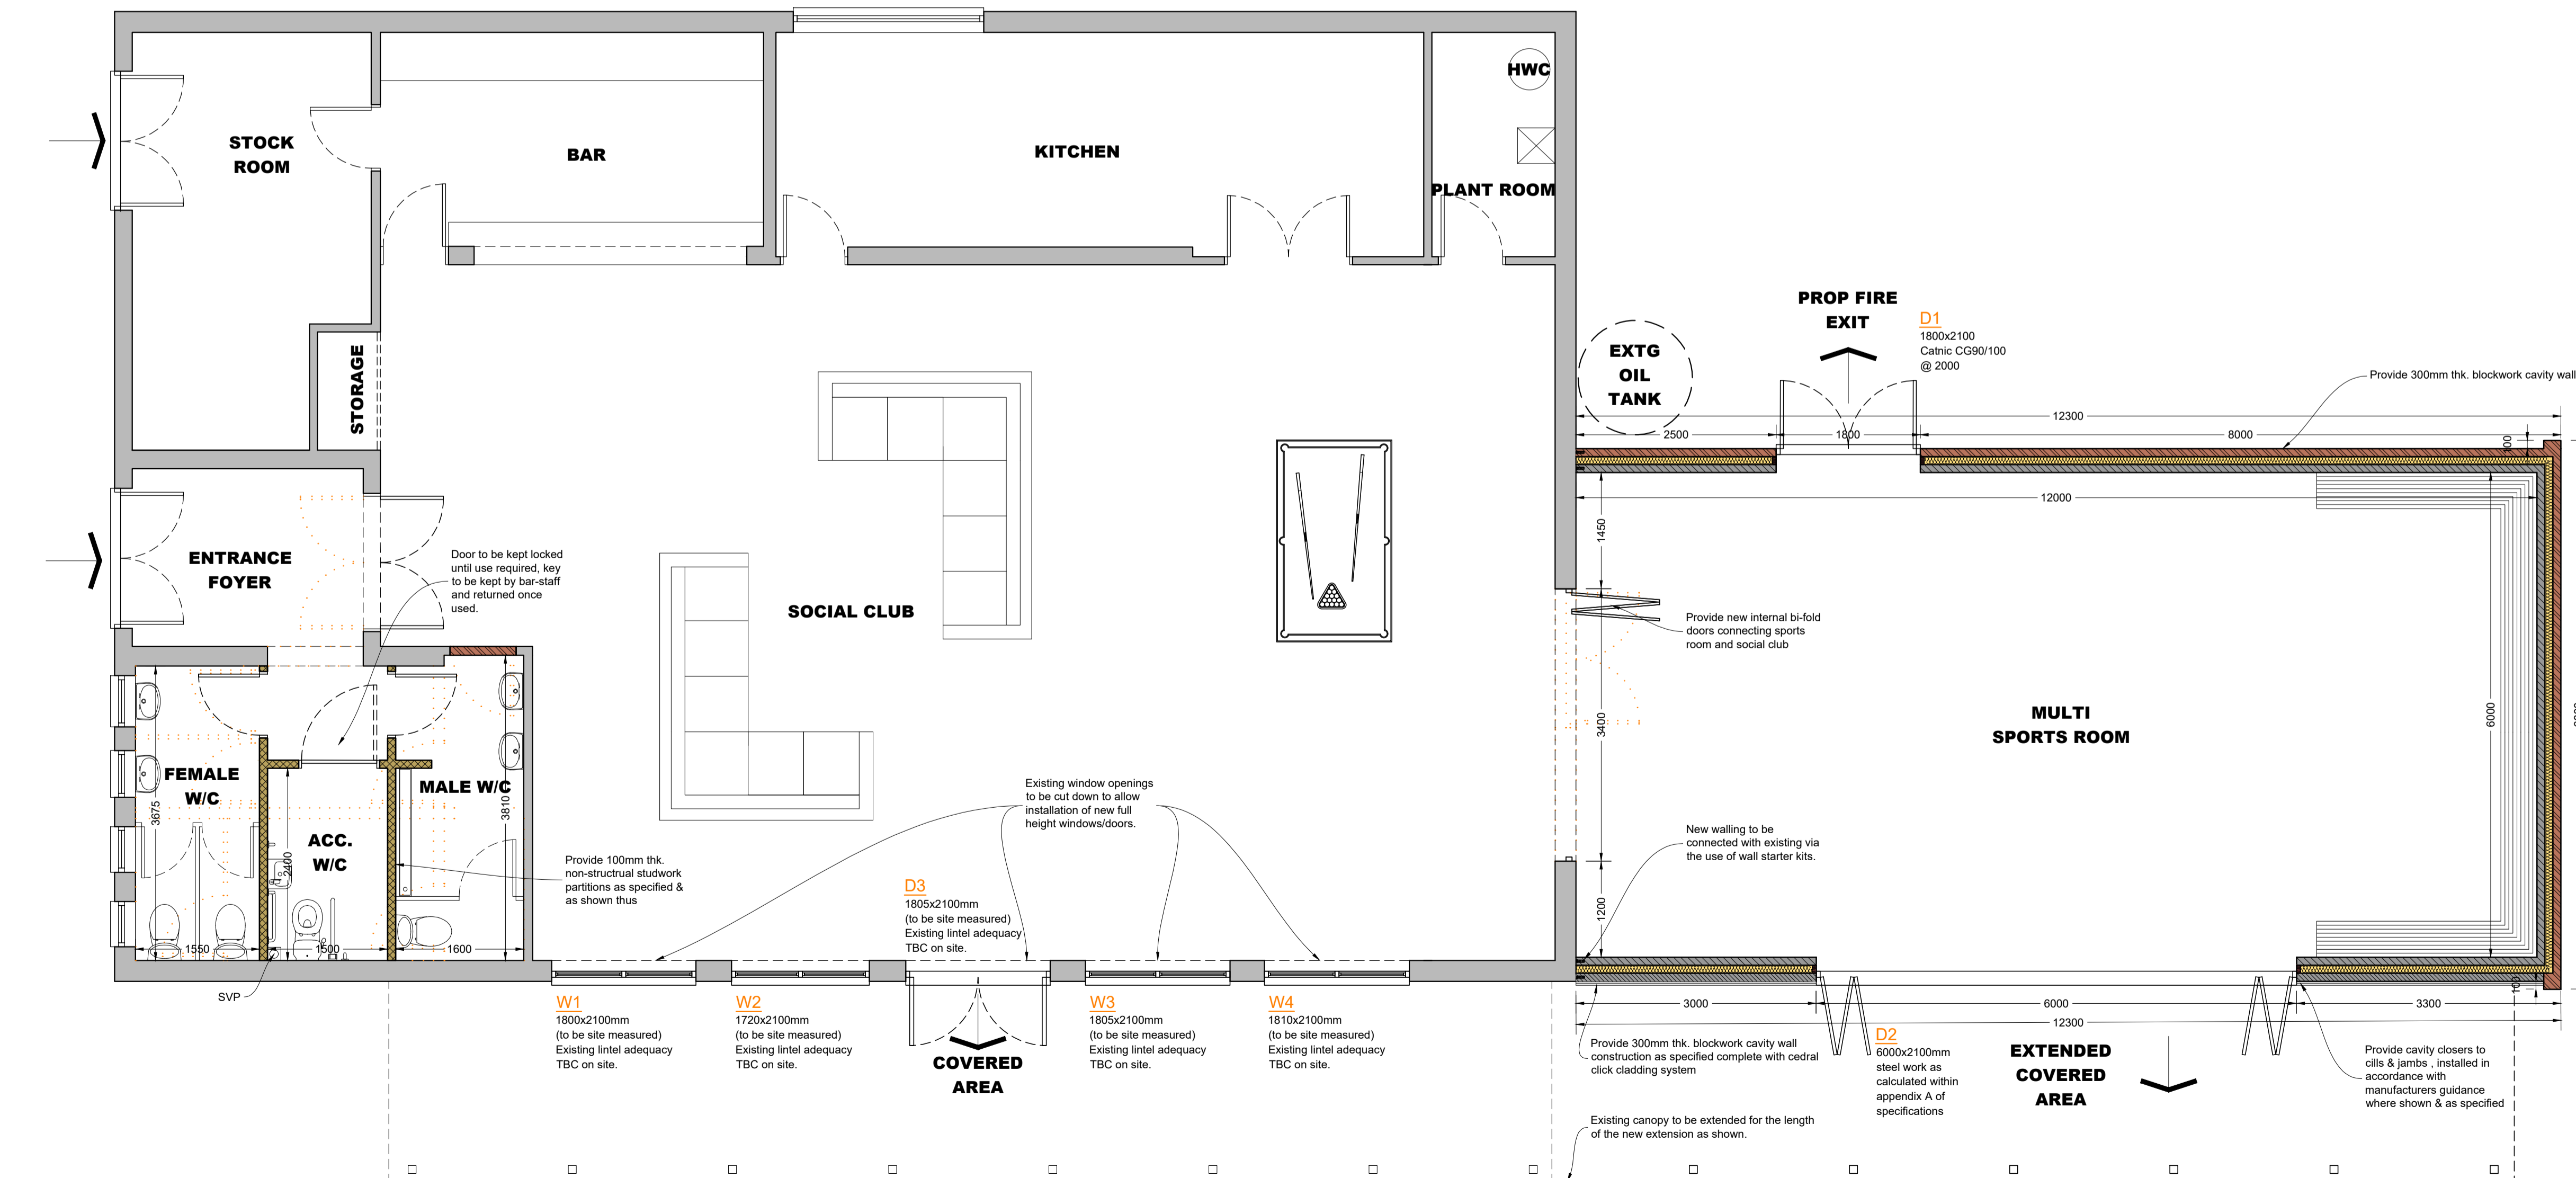 HWC
STOCK
ROOM
BAR
KITCHEN
PLANT ROOM
STORAGE
PROP FIRE
EXIT
D1
1800x2100
Catnic CG90/100
@ 2000
EXTG
OIL
TANK
Provide 300mm thk. blockwork cavity wall
12300
2500
1800
8000
100
12000
1450
ENTRANCE
FOYER
Door to be kept locked
until use required, key
to be kept by bar-staff
and returned once
used.
SOCIAL CLUB
Provide new internal bi-fold
doors connecting sports
room and social club
3400
MULTI
SPORTS ROOM
6000
FEMALE
W/C
3675
MALE W/C
3810
ACC.
W/C
2400
Existing window openings
to be cut down to allow
installation of new full
height windows/doors.
New walling to be
connected with existing via
the use of wall starter kits.
Provide 100mm thk.
non-structrual studwork
partitions as specified &
as shown thus
D3
1805x2100mm
(to be site measured)
Existing lintel adequacy
TBC on site.
1200
1550
1500
1600
SVP
W1
1800x2100mm
(to be site measured)
Existing lintel adequacy
TBC on site.
W2
1720x2100mm
(to be site measured)
Existing lintel adequacy
TBC on site.
COVERED
AREA
W3
1805x2100mm
(to be site measured)
Existing lintel adequacy
TBC on site.
W4
1810x2100mm
(to be site measured)
Existing lintel adequacy
TBC on site.
3000
6000
3300
12300
Provide 300mm thk. blockwork cavity wall
construction as specified complete with cedral
click cladding system
D2
6000x2100mm
steel work as
calculated within
appendix A of
specifications
EXTENDED
COVERED
AREA
Provide cavity closers to
cills & jambs , installed in
accordance with
manufacturers guidance
where shown & as specified
Existing canopy to be extended for the length
of the new extension as shown.